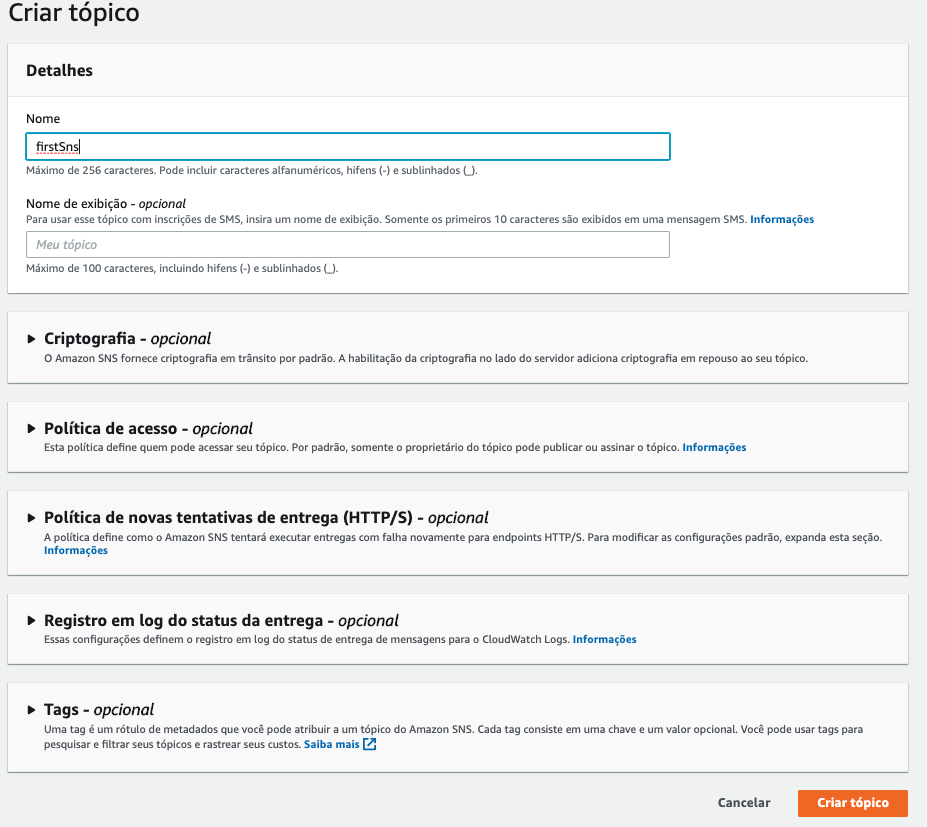 Criar tópico
Detalhes
Nome
firstSns
Máximo de 256 caracteres. Pode incluir caracteres alfanuméricos, hifens (-) e sublinhados (_).
Nome de exibição - opcional
Para usar esse tópico com inscrições de SMS, insira um nome de exibição. Somente os primeiros 10 caracteres são exibidos em uma mensagem SMS. Informações
Meu tópico
Máximo de 100 caracteres, incluindo hifens (-) e sublinhados (_).
Criptografia - opcional
O Amazon SNS fornece criptografia em trânsito por padrão. A habilitação da criptografia no lado do servidor adiciona criptografia em repouso ao seu tópico.
Política de acesso - opcional
Esta política define quem pode acessar seu tópico. Por padrão, somente o proprietário do tópico pode publicar ou assinar o tópico. Informações
Política de novas tentativas de entrega (HTTP/S) - opcional
A política define como o Amazon SNS tentará executar entregas com falha novamente para endpoints HTTP/S. Para modificar as configurações padrão, expanda esta seção.
Informações
Registro em log do status da entrega - opcional
Essas configurações definem o registro em log do status de entrega de mensagens para o CloudWatch Logs. Informações
Tags - opcional
Uma tag é um rótulo de metadados que você pode atribuir a um tópico do Amazon SNS. Cada tag consiste em uma chave e um valor opcional. Você pode usar tags para
pesquisar e filtrar seus tópicos e rastrear seus custos. Saiba mais
Cancelar
Criar tópico